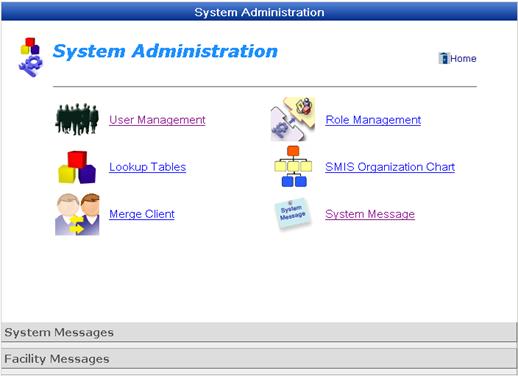 System Administration
System Administration
Home
User Management
Role Management
Lookup Tables
SMIS Organization Chart
Merge Client
System Message
System Message
System Messages
Facility Messages